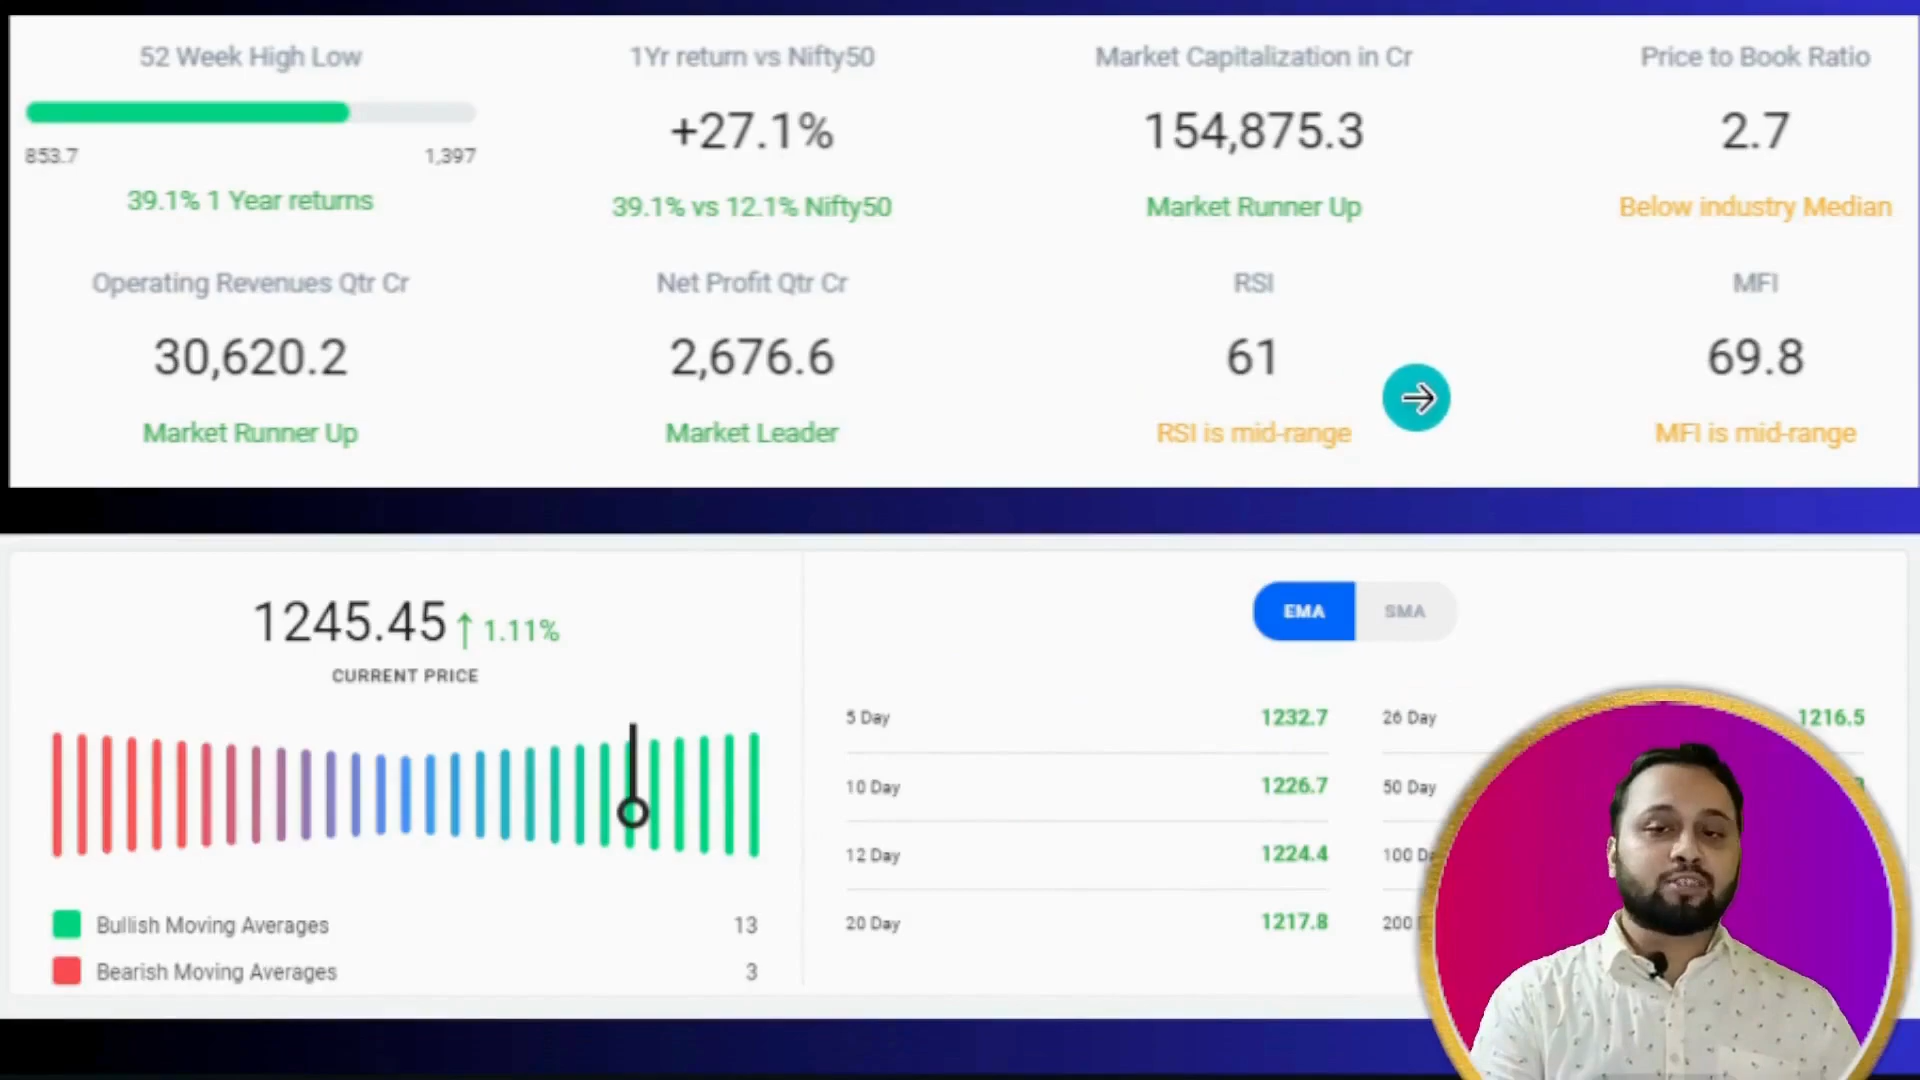 52 Week High Low
853.7
1,397
39.1% 1 Year returns
1Yr return vs Nifty50
+27.1%
39.1% vs 12.1% Nifty50
Market Capitalization in Cr
154,875.3
Market Runner Up
Price to Book Ratio
2.7
Below industry Median
Operating Revenues Qtr Cr
30,620.2
Market Runner Up
Net Profit Qtr Cr
2,676.6
Market Leader
RSI
61
RSI is mid-range
MFI
69.8
MFI is mid-range
1245.45 ↑ 1.11%
CURRENT PRICE
Bullish Moving Averages 13
Bearish Moving Averages 3
EMA SMA
5 Day 1232.7
10 Day 1226.7
12 Day 1224.4
20 Day 1217.8
26 Day 1216.5
50 Day
100
200